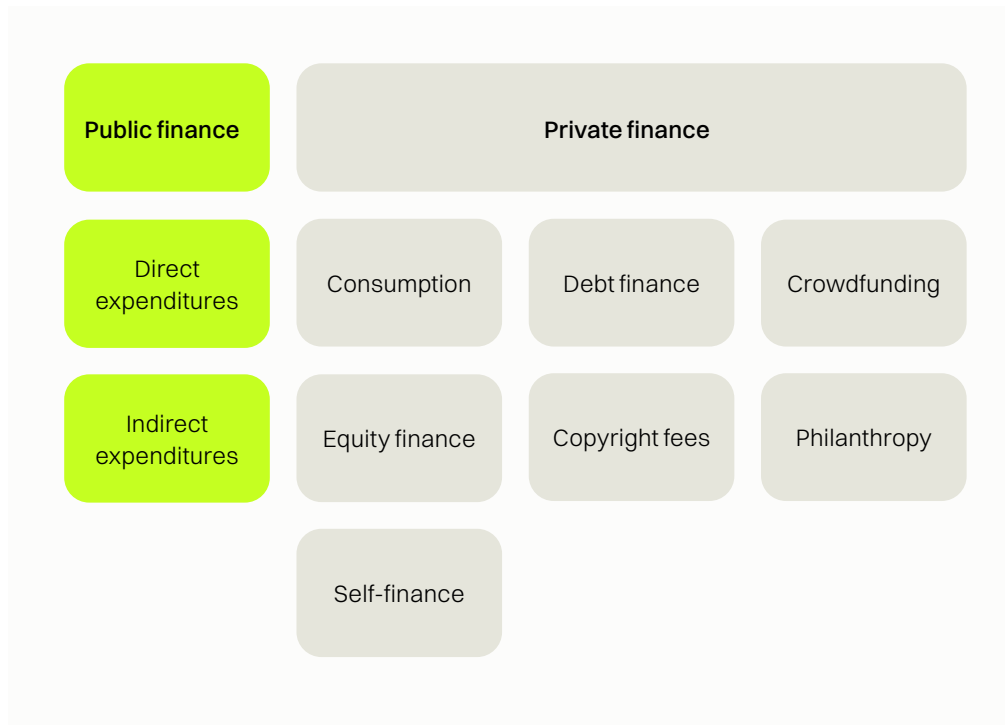 Public finance
Private finance
Direct
expenditures
Consumption
Debt finance
Crowdfunding
Indirect
expenditures
Equity finance
Copyright fees
Philanthropy
Self-finance